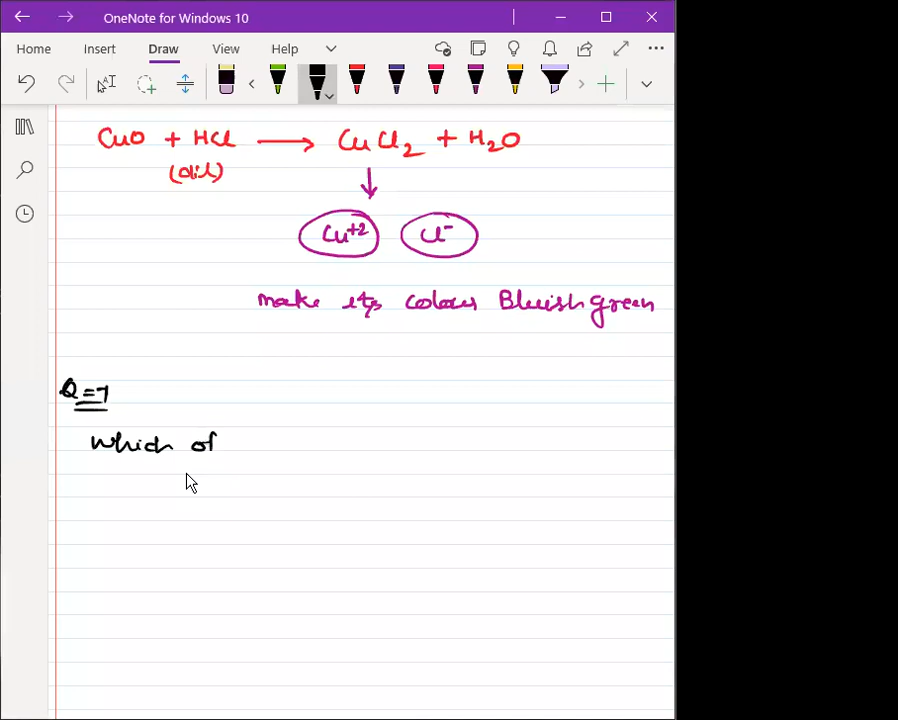 OneNote for Windows 10
Home Insert Draw View Help
CuO + HCl → CuCl2 + H2O
(dil)
Cu+2 Cl-
make its colour Bluish green
Q=7
Which of